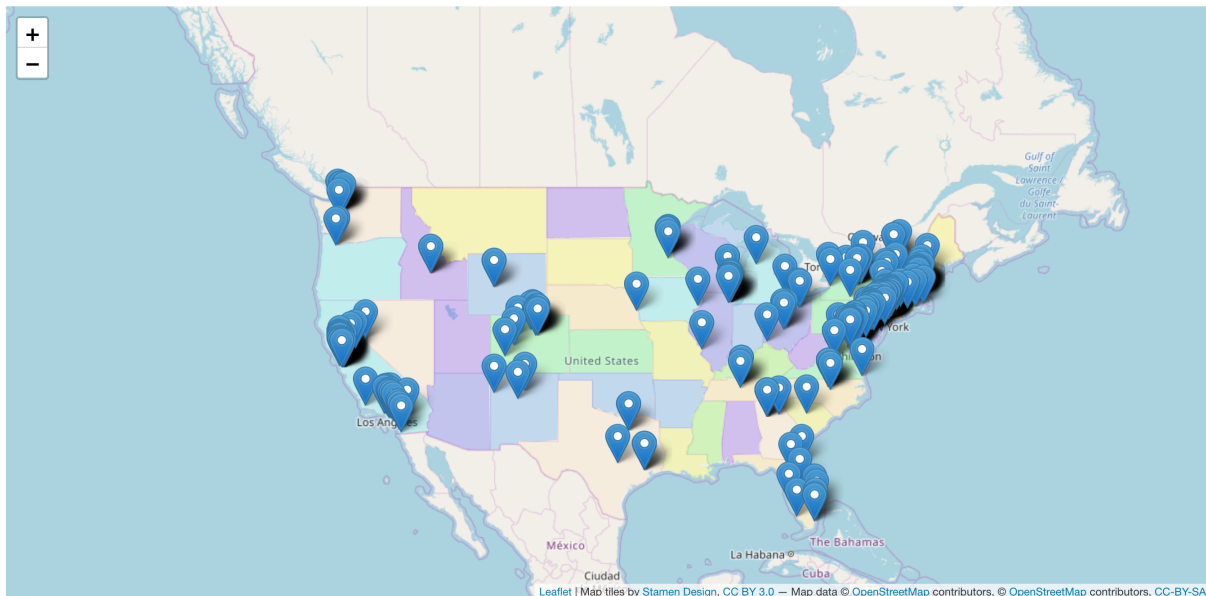 +
−
Gulf of
Saint
Lawrence /
Golfe
du Saint-
Laurent
United States
York
Los Angeles
The Bahamas
La Habana
México
Cuba
Ciudad
Leaflet | Map tiles by Stamen Design, CC BY 3.0 — Map data © OpenStreetMap contributors, © OpenStreetMap contributors, CC-BY-SA